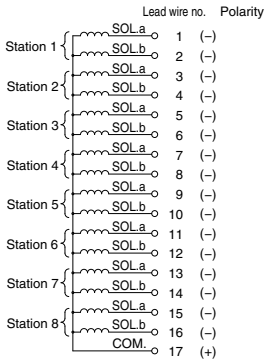 Lead wire no. Polarity
Station 1 SOL.a 1 (−)
SOL.b 2 (−)
Station 2 SOL.a 3 (−)
SOL.b 4 (−)
Station 3 SOL.a 5 (−)
SOL.b 6 (−)
Station 4 SOL.a 7 (−)
SOL.b 8 (−)
Station 5 SOL.a 9 (−)
SOL.b 10 (−)
Station 6 SOL.a 11 (−)
SOL.b 12 (−)
Station 7 SOL.a 13 (−)
SOL.b 14 (−)
Station 8 SOL.a 15 (−)
SOL.b 16 (−)
COM. 17 (+)